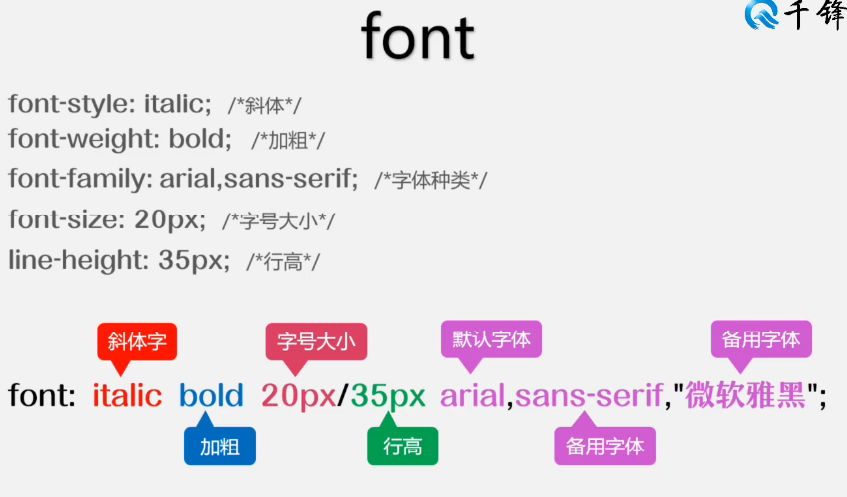 千锋
font
font-style: italic; /*斜体*/
font-weight: bold; /*加粗*/
font-family: arial,sans-serif; /*字体种类*/
font-size: 20px; /*字号大小*/
line-height: 35px; /*行高*/
斜体字 字号大小 默认字体 备用字体
font: italic bold 20px/35px arial,sans-serif,"微软雅黑";
加粗 行高 备用字体